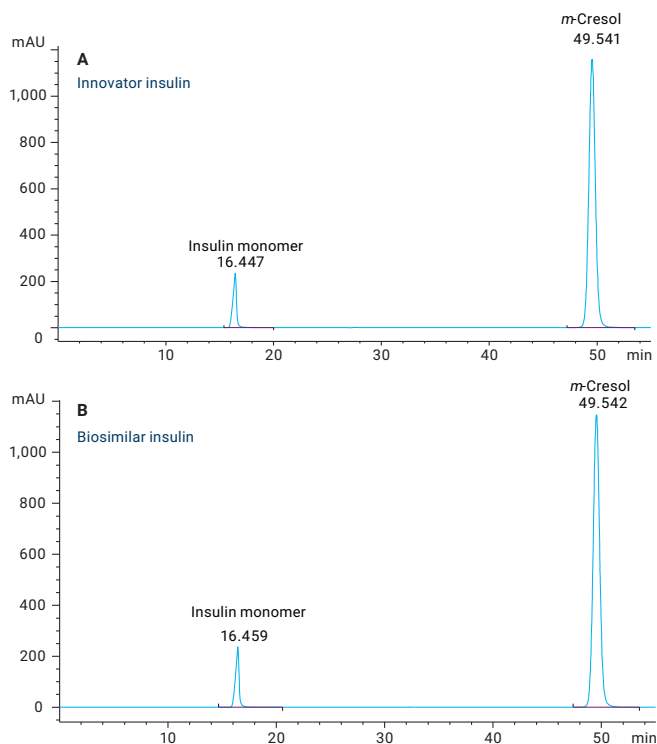 m-Cresol
49.541
mAU
A
Innovator insulin
1,000
800
600
400
Insulin monomer
16.447
200
0
10 20 30 40 50 min
m-Cresol
49.542
mAU
B
Biosimilar insulin
1,000
800
600
400
Insulin monomer
16.459
200
0
10 20 30 40 50 min